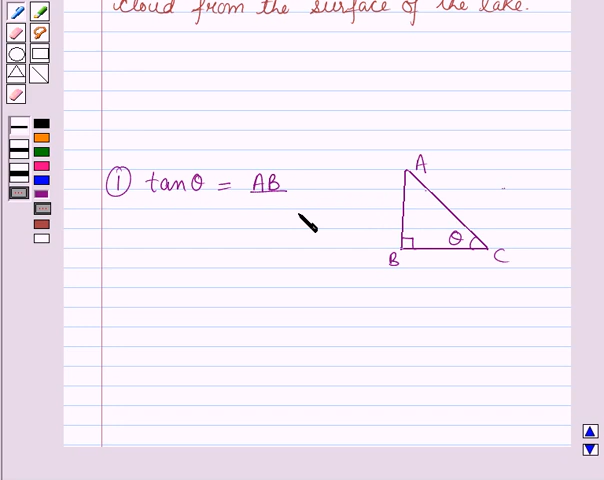 cloud from the surface of the lake.
① tanθ = AB
A
θ
B
C